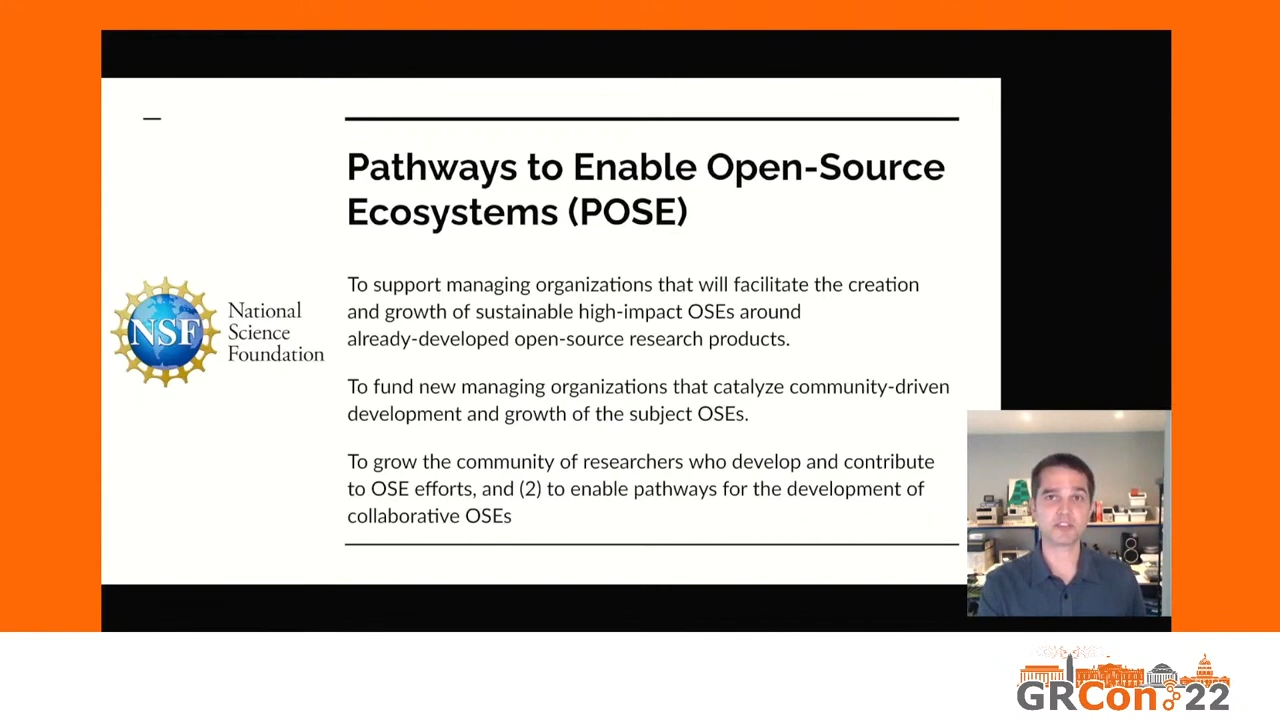 Pathways to Enable Open-Source
Ecosystems (POSE)
NSF
National
Science
Foundation
To support managing organizations that will facilitate the creation
and growth of sustainable high-impact OSEs around
already-developed open-source research products.
To fund new managing organizations that catalyze community-driven
development and growth of the subject OSEs.
To grow the community of researchers who develop and contribute
to OSE efforts, and (2) to enable pathways for the development of
collaborative OSEs
GRCon 22